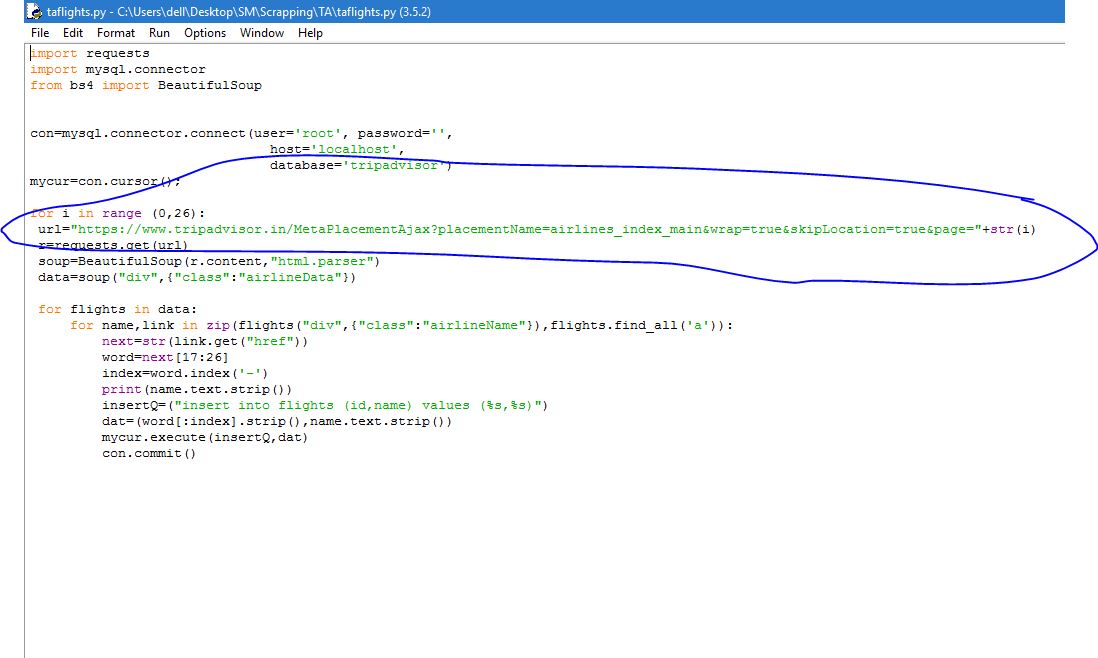 taflights.py - C:\Users\dell\Desktop\SM\Scrapping\TA\taflights.py (3.5.2)
File Edit Format Run Options Window Help
import requests
import mysql.connector
from bs4 import BeautifulSoup
con=mysql.connector.connect(user='root', password='',
host='localhost',
database='tripadvisor')
mycur=con.cursor();
for i in range (0,26):
url="https://www.tripadvisor.in/MetaPlacementAjax?placementName=airlines_index_main&wrap=true&skipLocation=true&page="+str(i)
r=requests.get(url)
soup=BeautifulSoup(r.content,"html.parser")
data=soup("div",{"class":"airlineData"})
for flights in data:
for name,link in zip(flights("div",{"class":"airlineName"}),flights.find_all('a')):
next=str(link.get("href"))
word=next[17:26]
index=word.index('-')
print(name.text.strip())
insertQ=("insert into flights (id,name) values (%s,%s)")
dat=(word[:index].strip(),name.text.strip())
mycur.execute(insertQ,dat)
con.commit()